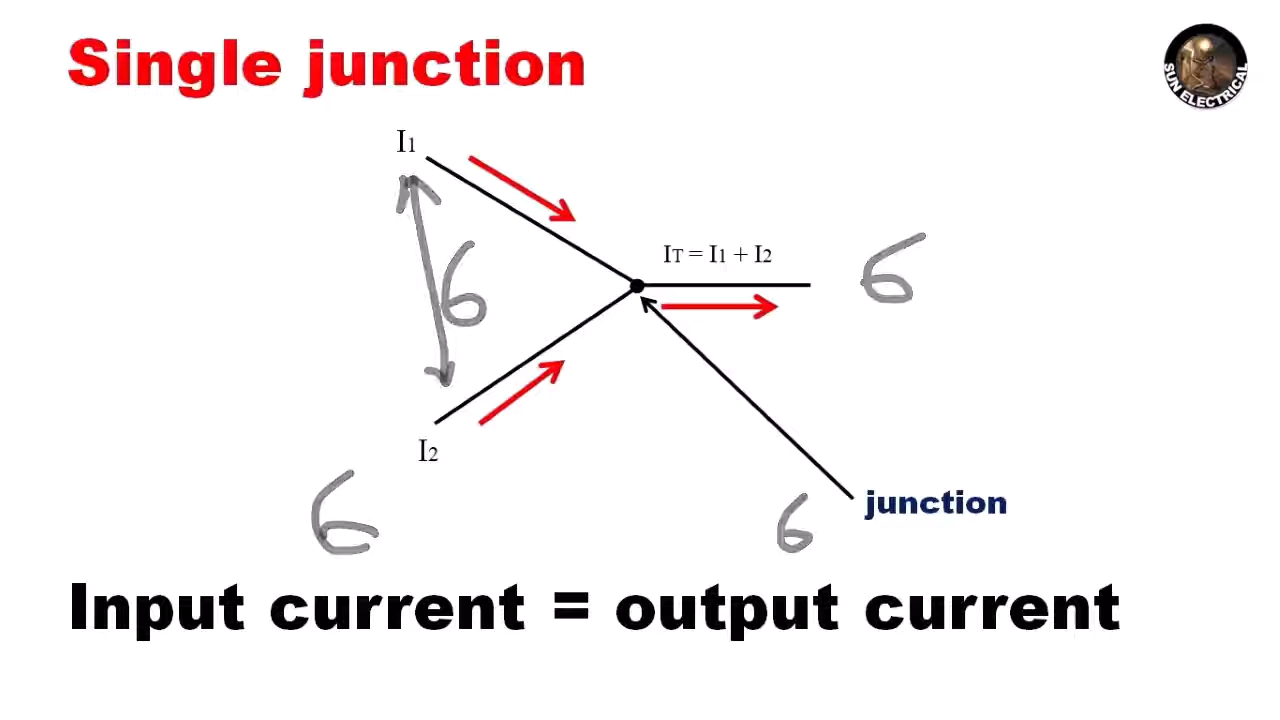 Single junction
SUN ELECTRICAL
I1
IT = I1 + I2
6
6
I2
junction
6
6
Input current = output current